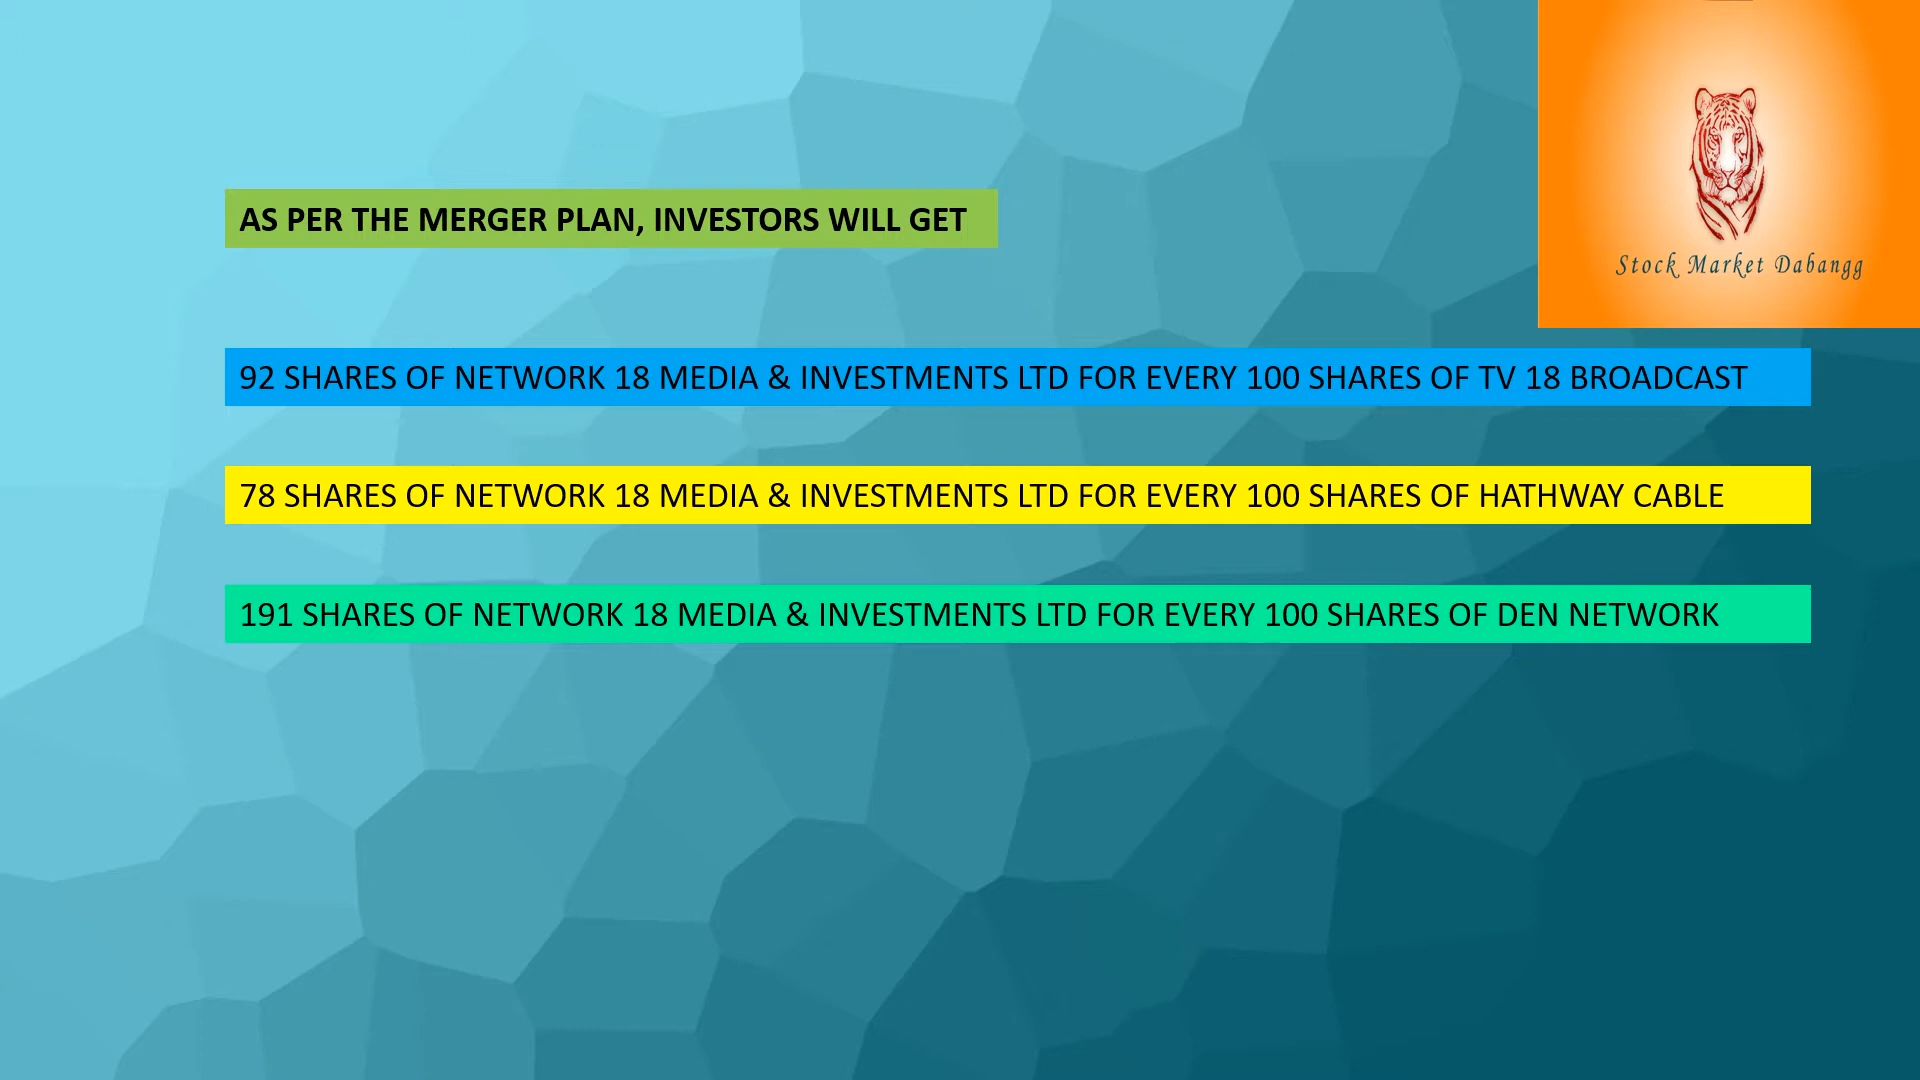 AS PER THE MERGER PLAN, INVESTORS WILL GET
Stock Market Dabangg
92 SHARES OF NETWORK 18 MEDIA & INVESTMENTS LTD FOR EVERY 100 SHARES OF TV 18 BROADCAST
78 SHARES OF NETWORK 18 MEDIA & INVESTMENTS LTD FOR EVERY 100 SHARES OF HATHWAY CABLE
191 SHARES OF NETWORK 18 MEDIA & INVESTMENTS LTD FOR EVERY 100 SHARES OF DEN NETWORK